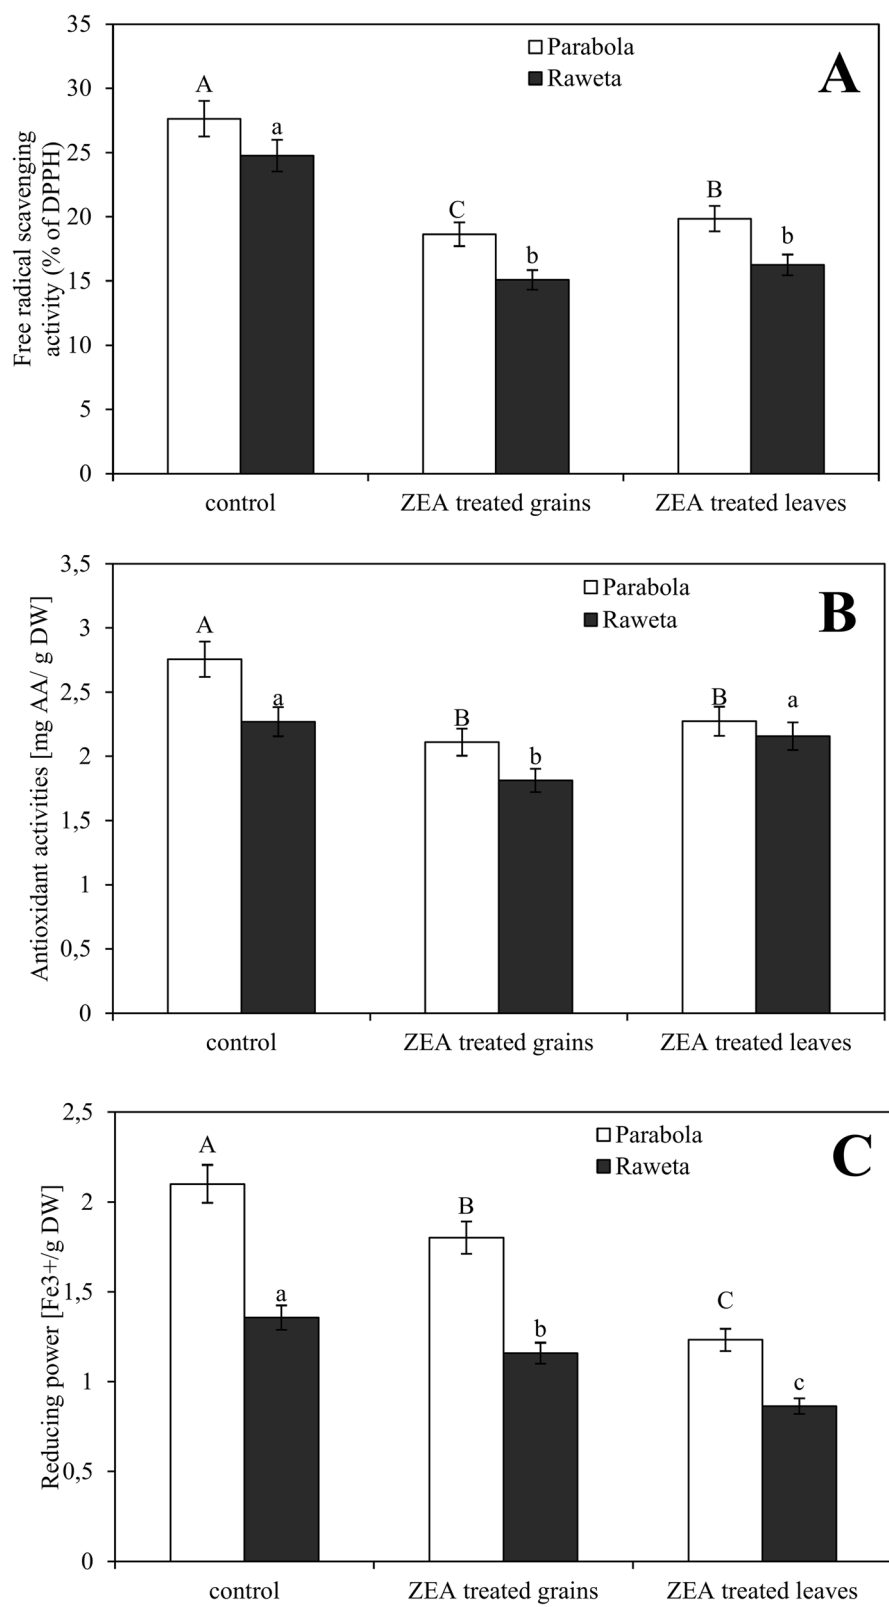 Free radical scavenging
activity (% of DPPH)
35
30
25
20
15
10
5
0
Parabola
Raweta
A
A
a
C
b
B
b
control
ZEA treated grains
ZEA treated leaves
Antioxidant activities [mg AA/ g DW]
3,5
3
2,5
2
1,5
1
0,5
0
Parabola
Raweta
B
A
a
B
b
B
a
control
ZEA treated grains
ZEA treated leaves
Reducing power [Fe3+/g DW]
2,5
2
1,5
1
0,5
0
Parabola
Raweta
C
A
a
B
b
C
c
control
ZEA treated grains
ZEA treated leaves